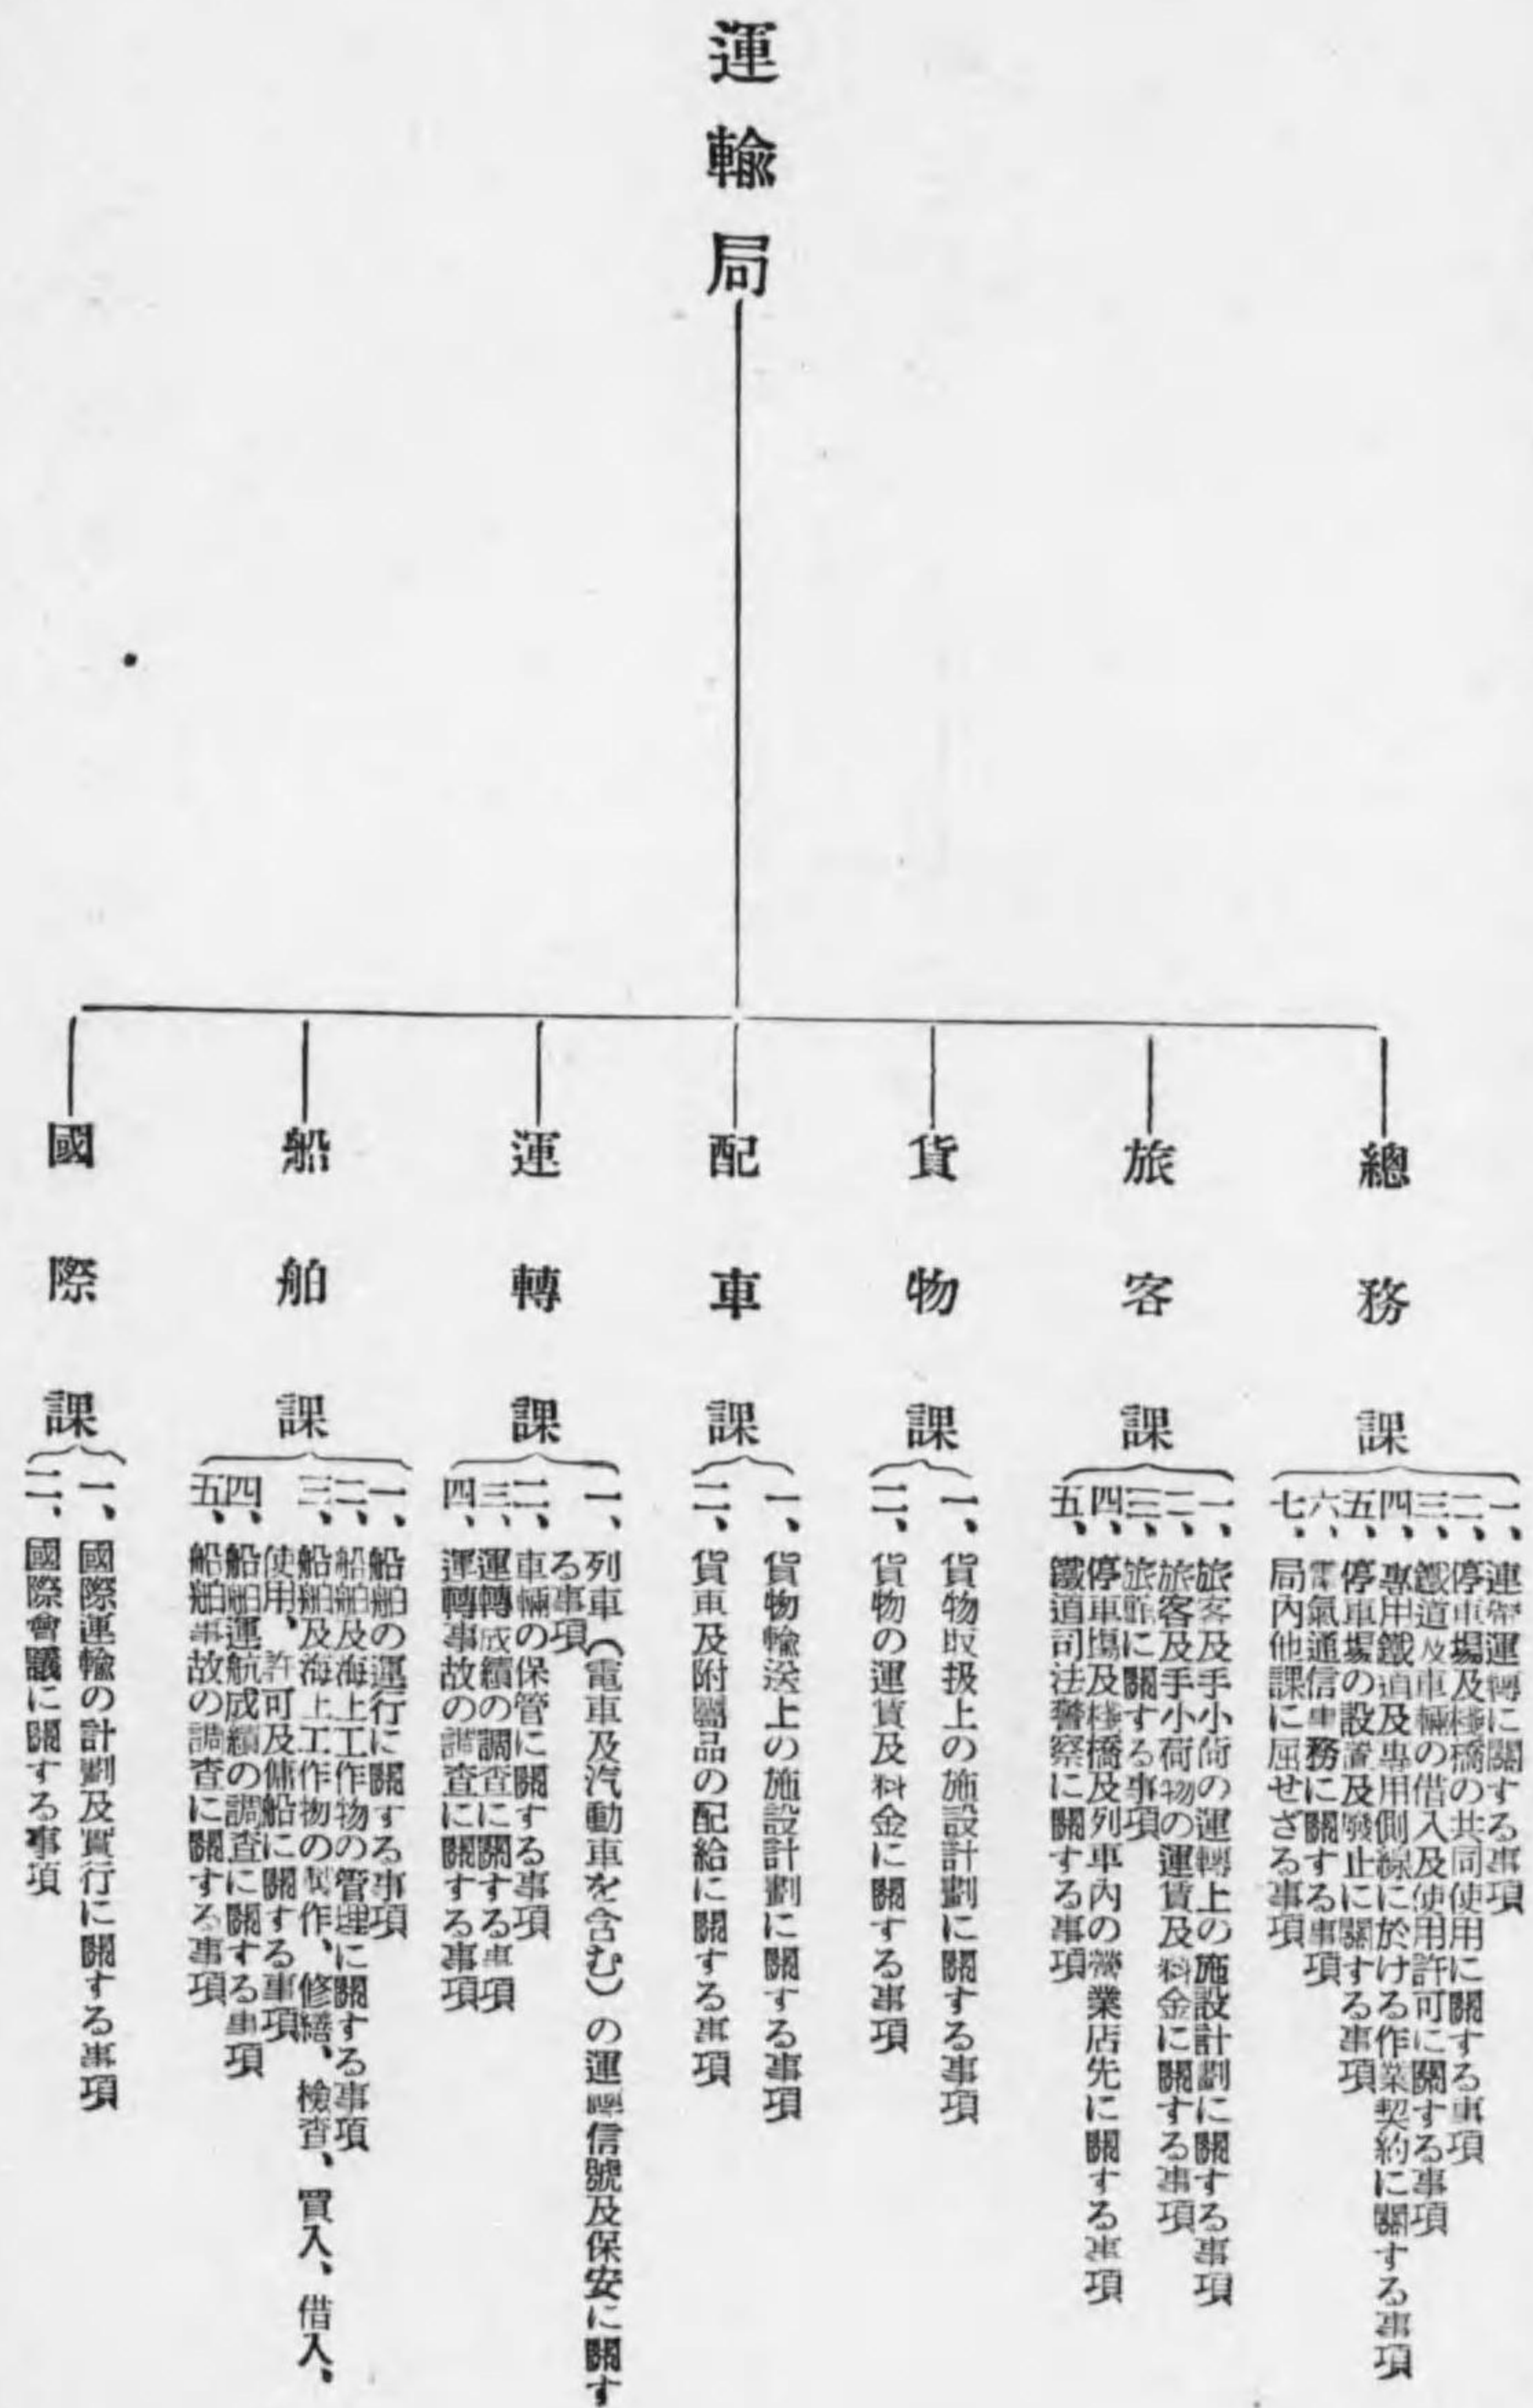 運輸局
總務課
一、連帶運轉に關する事項
二、停車場及棧橋の共同使用に關する事項
三、鐵道及車輛の借入及使用許可に關する事項
四、專用鐵道及專用側線に於ける作業契約に關する事項
五、停車場の設置及廢止に關する事項
六、電氣通信事務に關する事項
七、局內他課に屈せざる事項
旅客課
一、旅客及手小荷の運轉上の施設計劃に關する事項
二、旅客及手小荷物の運賃及料金に關する事項
三、旅館に關する事項
四、停車塲及棧橋及列車內の營業店先に關する事項
五、鐵道司法警察に關する事項
貨物課
一、貨物取扱上の施設計劃に關する事項
二、貨物の運賃及料金に關する事項
配車課
一、貨物輸送上の施設計劃に關する事項
二、貨車及附屬品の配給に關する事項
運轉課
一、列車（電車及汽動車を含む）の運轉信號及保安に關す
る事項
二、車輛の保管に關する事項
三、運轉成績の調査に關する事項
四、運轉事故の調査に關する事項
船舶課
一、船舶の運行に關する事項
二、船舶及海上工作物の管理に關する事項
三、船舶及海上工作物の製作、修繕、檢查、買入、借入、
使用、許可及傭船に關する事項
四、船舶運航成績の調査に關する事項
五、船舶事故の調査に關する事項
國際課
一、國際運輸の計劃及實行に關する事項
二、國際會議に關する事項